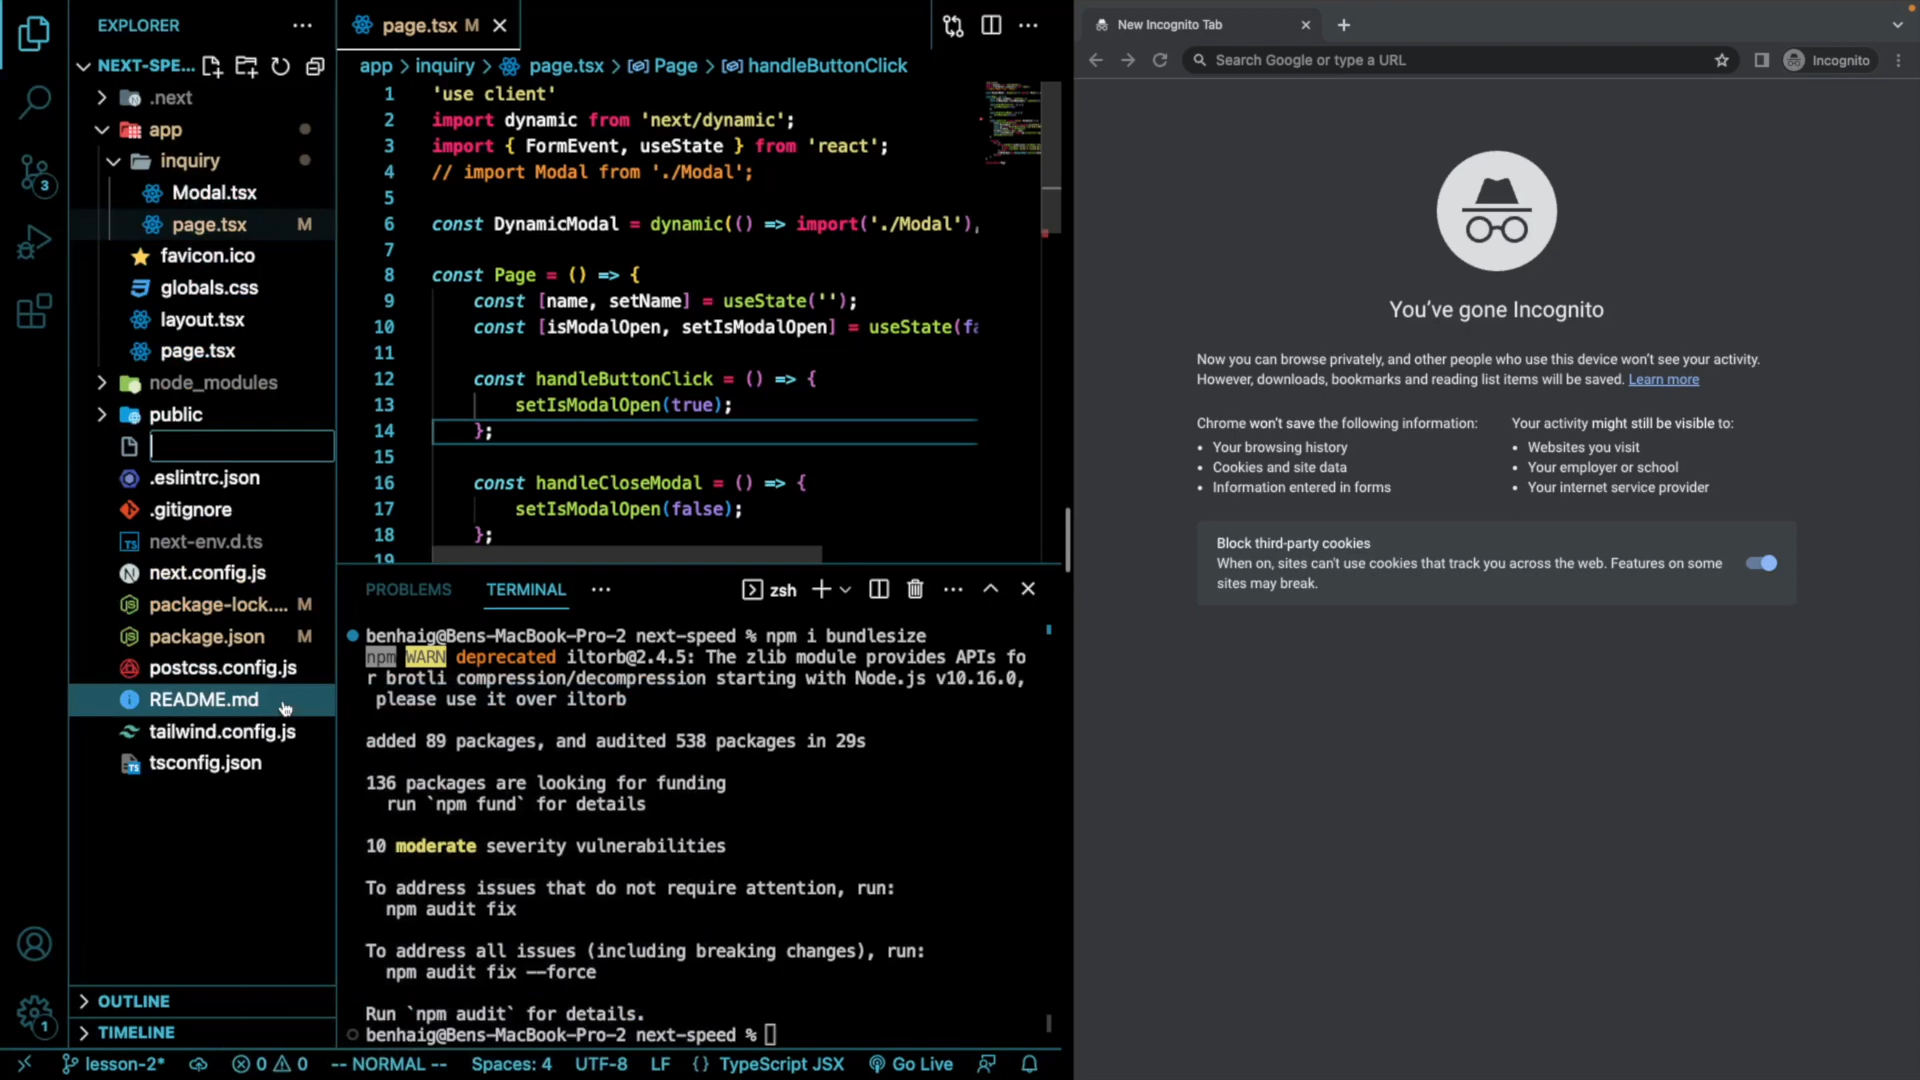 EXPLORER
NEXT-SPE...
.next
app
inquiry
Modal.tsx
page.tsx M
favicon.ico
globals.css
layout.tsx
page.tsx
node_modules
public
.eslintrc.json
.gitignore
next-env.d.ts
next.config.js
package-lock.... M
package.json M
postcss.config.js
README.md
tailwind.config.js
tsconfig.json
OUTLINE
TIMELINE
3
1
page.tsx M
app > inquiry > page.tsx > Page > handleButtonClick
1 'use client'
2 import dynamic from 'next/dynamic';
3 import { FormEvent, useState } from 'react';
4 // import Modal from './Modal';
5
6 const DynamicModal = dynamic(() => import('./Modal'),
7
8 const Page = () => {
9 const [name, setName] = useState('');
10 const [isModalOpen, setIsModalOpen] = useState(fa
11
12 const handleButtonClick = () => {
13 setIsModalOpen(true);
14 };
15
16 const handleCloseModal = () => {
17 setIsModalOpen(false);
18 };
19
PROBLEMS TERMINAL zsh
benhaig@Bens-MacBook-Pro-2 next-speed % npm i bundlesize
npm WARN deprecated iltorb@2.4.5: The zlib module provides APIs fo
r brotli compression/decompression starting with Node.js v10.16.0,
please use it over iltorb
added 89 packages, and audited 538 packages in 29s
136 packages are looking for funding
run `npm fund` for details
10 moderate severity vulnerabilities
To address issues that do not require attention, run:
npm audit fix
To address all issues (including breaking changes), run:
npm audit fix --force
Run `npm audit` for details.
benhaig@Bens-MacBook-Pro-2 next-speed %
lesson-2* 0 0 -- NORMAL -- Spaces: 4 UTF-8 LF {} TypeScript JSX Go Live
New Incognito Tab
Search Google or type a URL
Incognito
You've gone Incognito
Now you can browse privately, and other people who use this device won't see your activity.
However, downloads, bookmarks and reading list items will be saved. Learn more
Chrome won't save the following information:
• Your browsing history
• Cookies and site data
• Information entered in forms
Your activity might still be visible to:
• Websites you visit
• Your employer or school
• Your internet service provider
Block third-party cookies
When on, sites can't use cookies that track you across the web. Features on some
sites may break.